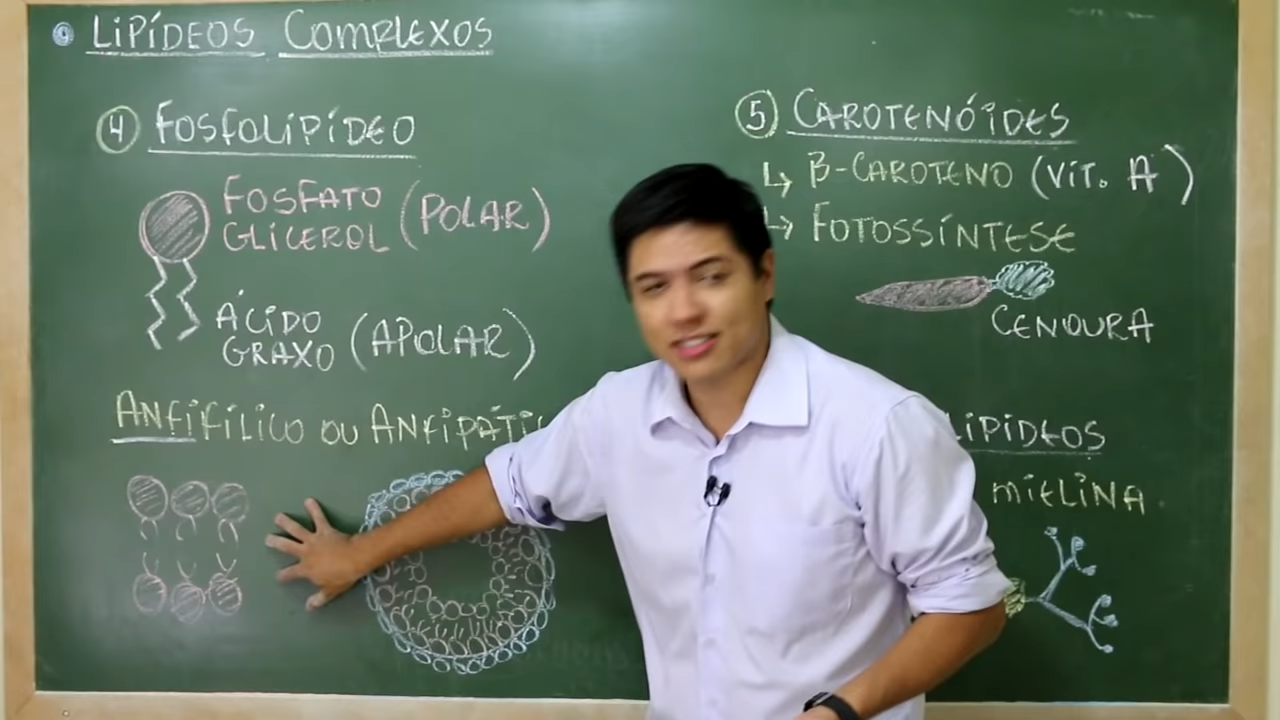 LIPÍDEOS COMPLEXOS
4 FOSFOLIPÍDEO
FOSFATO
GLICEROL (POLAR)
ÁCIDO
GRAXO (APOLAR)
ANFIFÍLICO OU ANFIPÁTIC
5 CAROTENÓIDES
β-CAROTENO (VIT. A)
FOTOSSÍNTESE
CENOURA
LIPÍDEOS
MIELINA